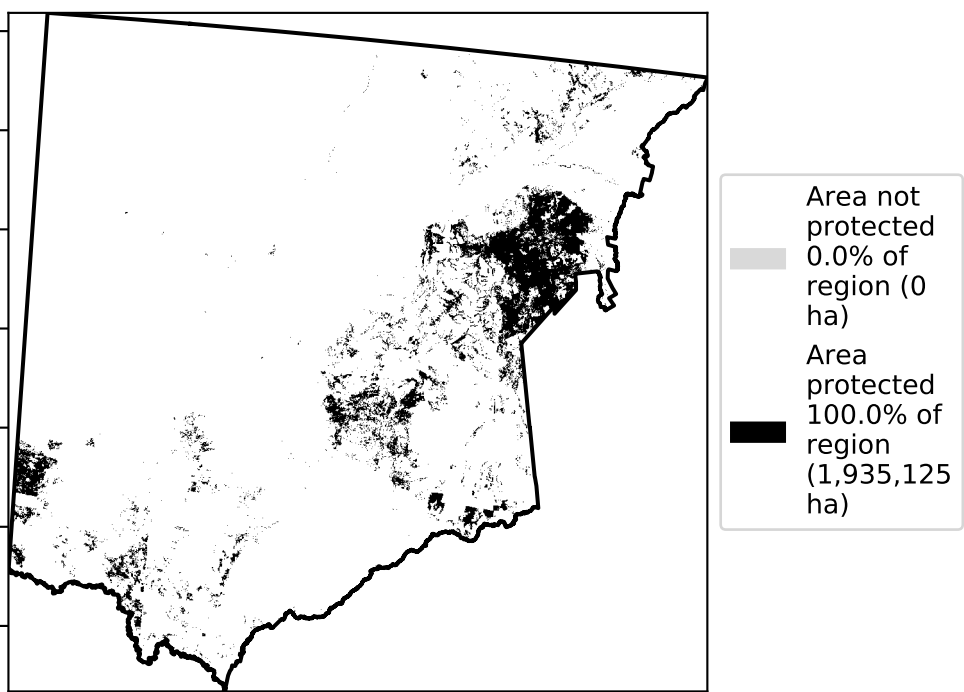 Area not
protected
0.0% of
region (0
ha)
Area
protected
100.0% of
region
(1,935,125
ha)